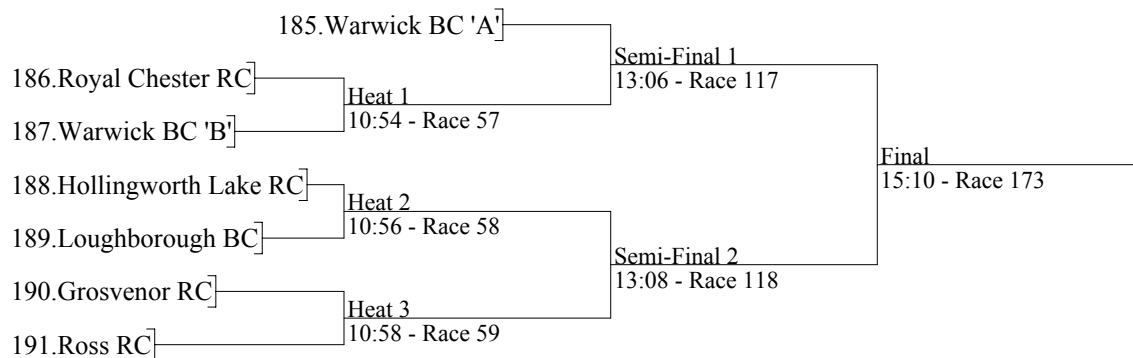 185.Warwick BC 'A'
186.Royal Chester RC
187.Warwick BC 'B'
188.Hollingworth Lake RC
189.Loughborough BC
190.Grosvenor RC
191.Ross RC
Heat 1
10:54 - Race 57
Heat 2
10:56 - Race 58
Heat 3
10:58 - Race 59
Semi-Final 1
13:06 - Race 117
Semi-Final 2
13:08 - Race 118
Final
15:10 - Race 173